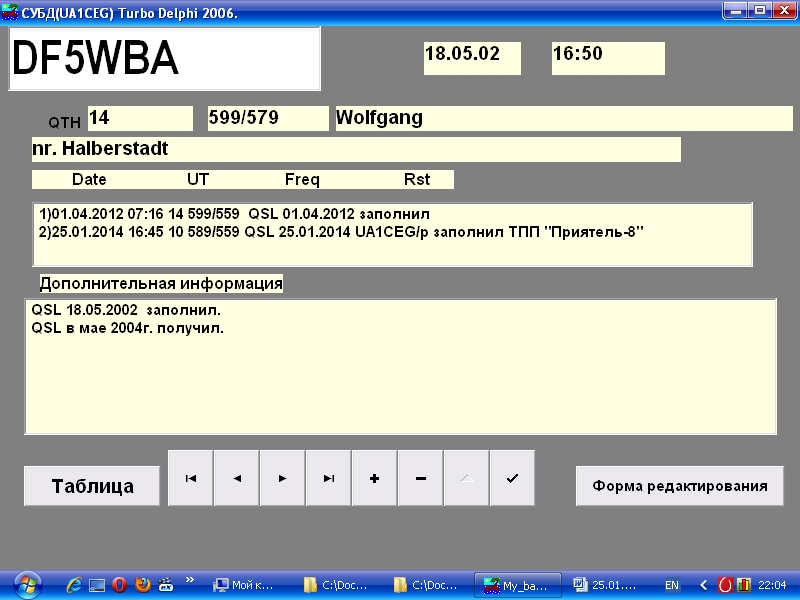 СУБД(UA1CEG) Turbo Delphi 2006.
DF5WBA
18.05.02 16:50
QTH 14 599/579 Wolfgang
nr. Halberstadt
Date UT Freq Rst
1)01.04.2012 07:16 14 599/559 QSL 01.04.2012 заполнил
2)25.01.2014 16:45 10 589/559 QSL 25.01.2014 UA1CEG/p заполнил ТПП "Приятель-8"
Дополнительная информация
QSL 18.05.2002 заполнил.
QSL в мае 2004г. получил.
Таблица
Форма редактирования
Мой к... C:\Doc... C:\Doc... My_ba... 25.01.... EN 22:04